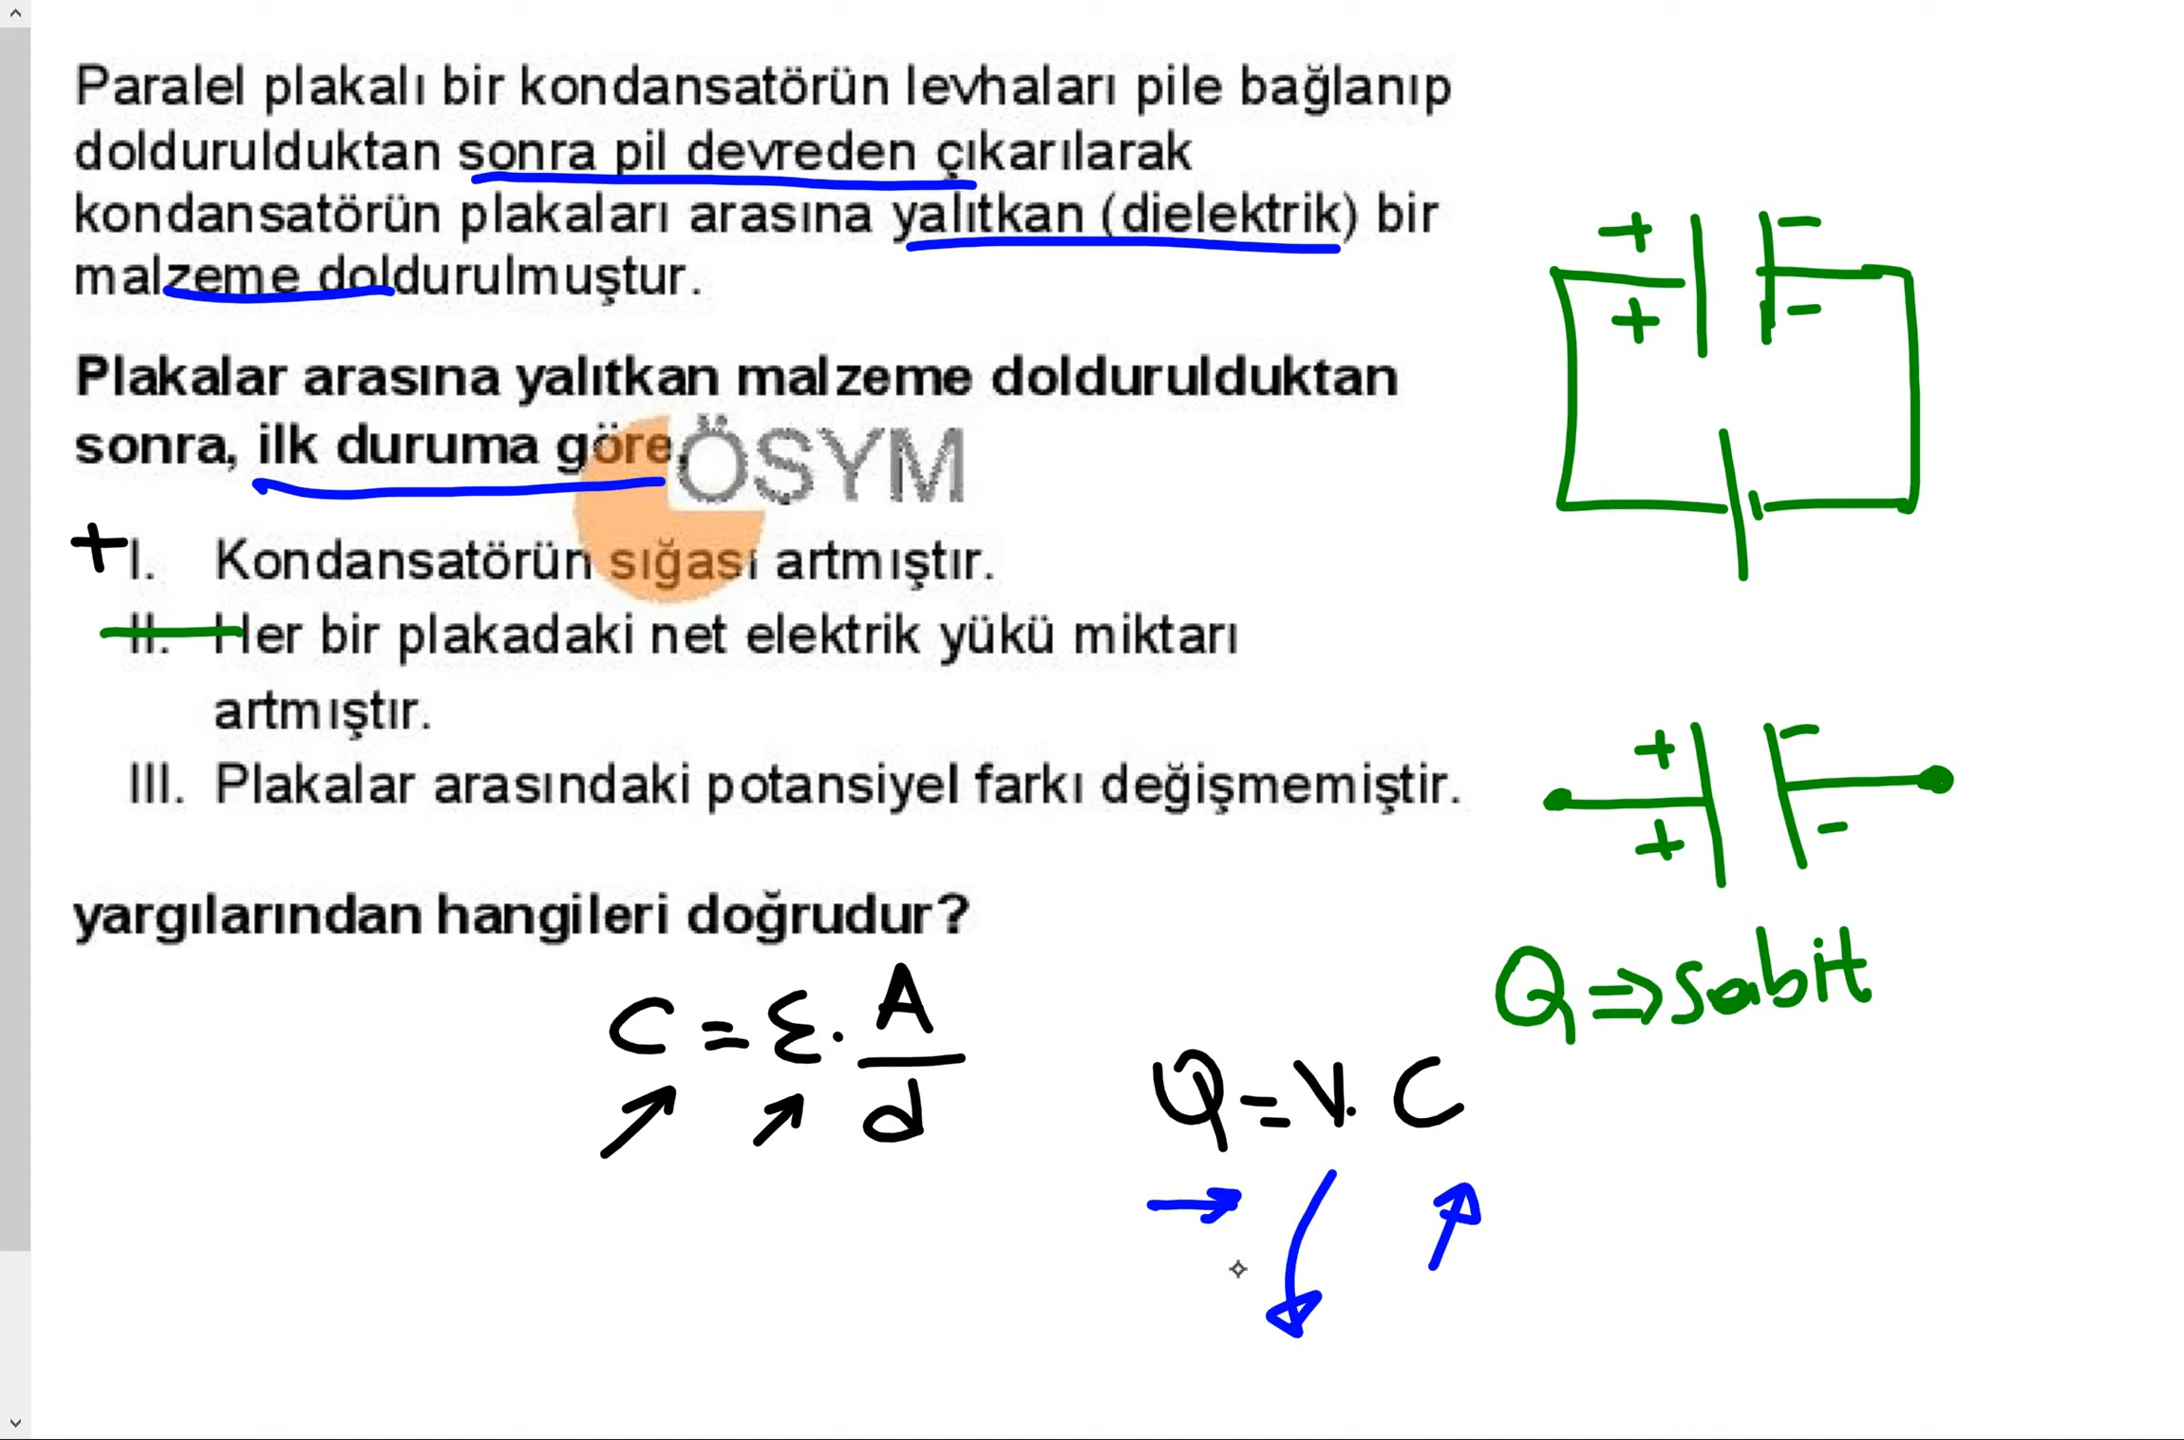 Paralel plakalı bir kondansatörün levhaları pile bağlanıp
doldurulduktan sonra pil devreden çıkarılarak
kondansatörün plakaları arasına yalıtkan (dielektrik) bir
malzeme doldurulmuştur.
Plakalar arasına yalıtkan malzeme doldurulduktan
sonra, ilk duruma göre,
ÖSYM
+ I. Kondansatörün sığası artmıştır.
II. Her bir plakadaki net elektrik yükü miktarı
artmıştır.
III. Plakalar arasındaki potansiyel farkı değişmemiştir.
yargılarından hangileri doğrudur?
+ -
+ -
+ -
+ -
Q ⇒ sabit
C = ε . A / d
Q = V . C